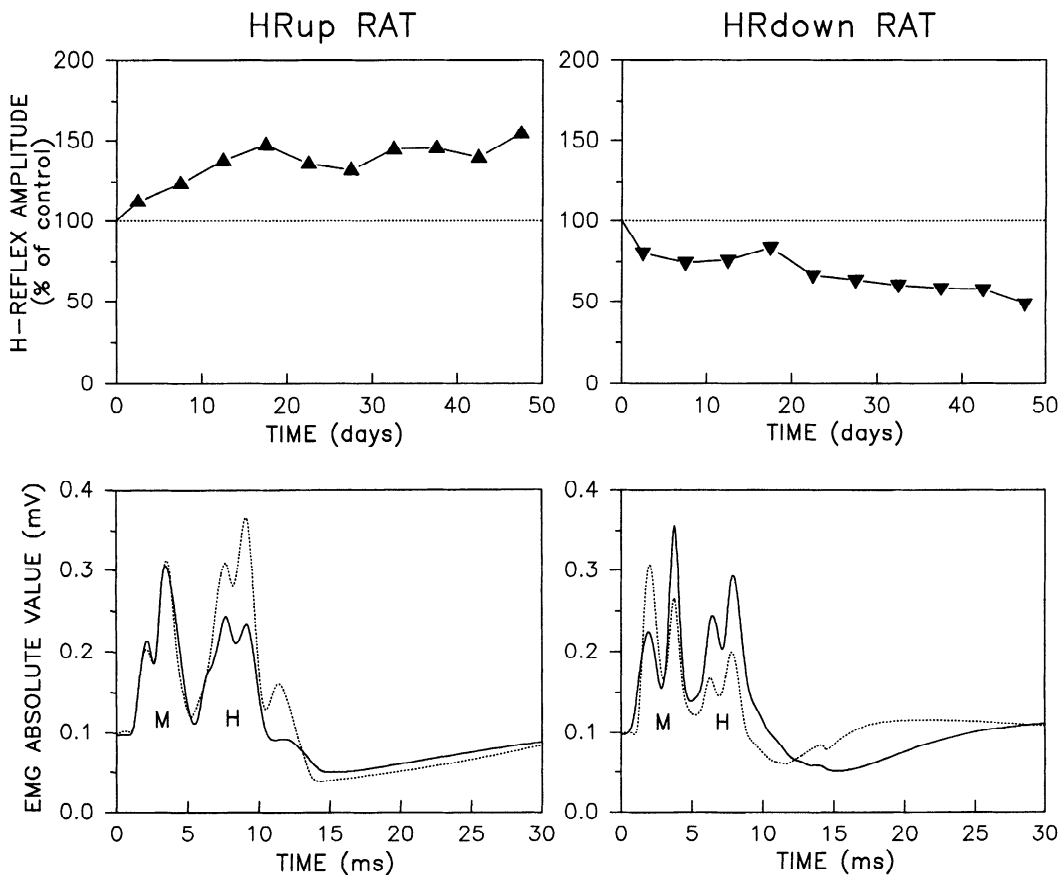 HRup RAT
HRdown RAT
H-REFLEX AMPLITUDE
(% of control)
200
150
100
50
0
0 10 20 30 40 50
TIME (days)
200
150
100
50
0
0 10 20 30 40 50
TIME (days)
EMG ABSOLUTE VALUE (mV)
0.4
0.3
0.2
0.1
0.0
M H
0 5 10 15 20 25 30
TIME (ms)
0.4
0.3
0.2
0.1
0.0
M H
0 5 10 15 20 25 30
TIME (ms)